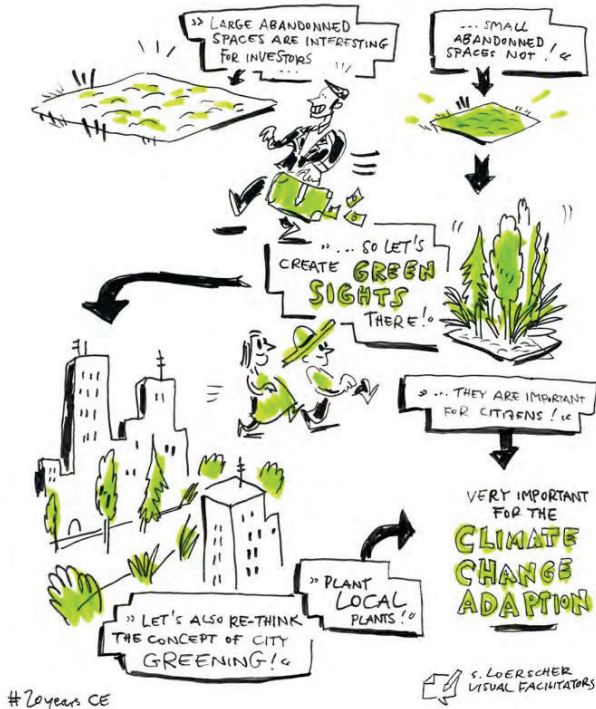 » LARGE ABANDONNED
SPACES ARE INTERESTING
FOR INVESTORS
...
... SMALL
ABANDONNED
SPACES NOT! «
» ... SO LET'S
CREATE GREEN
SIGHTS
THERE! «
» ... THEY ARE IMPORTANT
FOR CITIZENS! «
VERY IMPORTANT
FOR THE
CLIMATE
CHANGE
ADAPTION
» PLANT
LOCAL
PLANTS! «
» LET'S ALSO RE-THINK
THE CONCEPT OF CITY
GREENING! «
# 20 years CE
S. LOERSCHER
VISUAL FACILITATORS